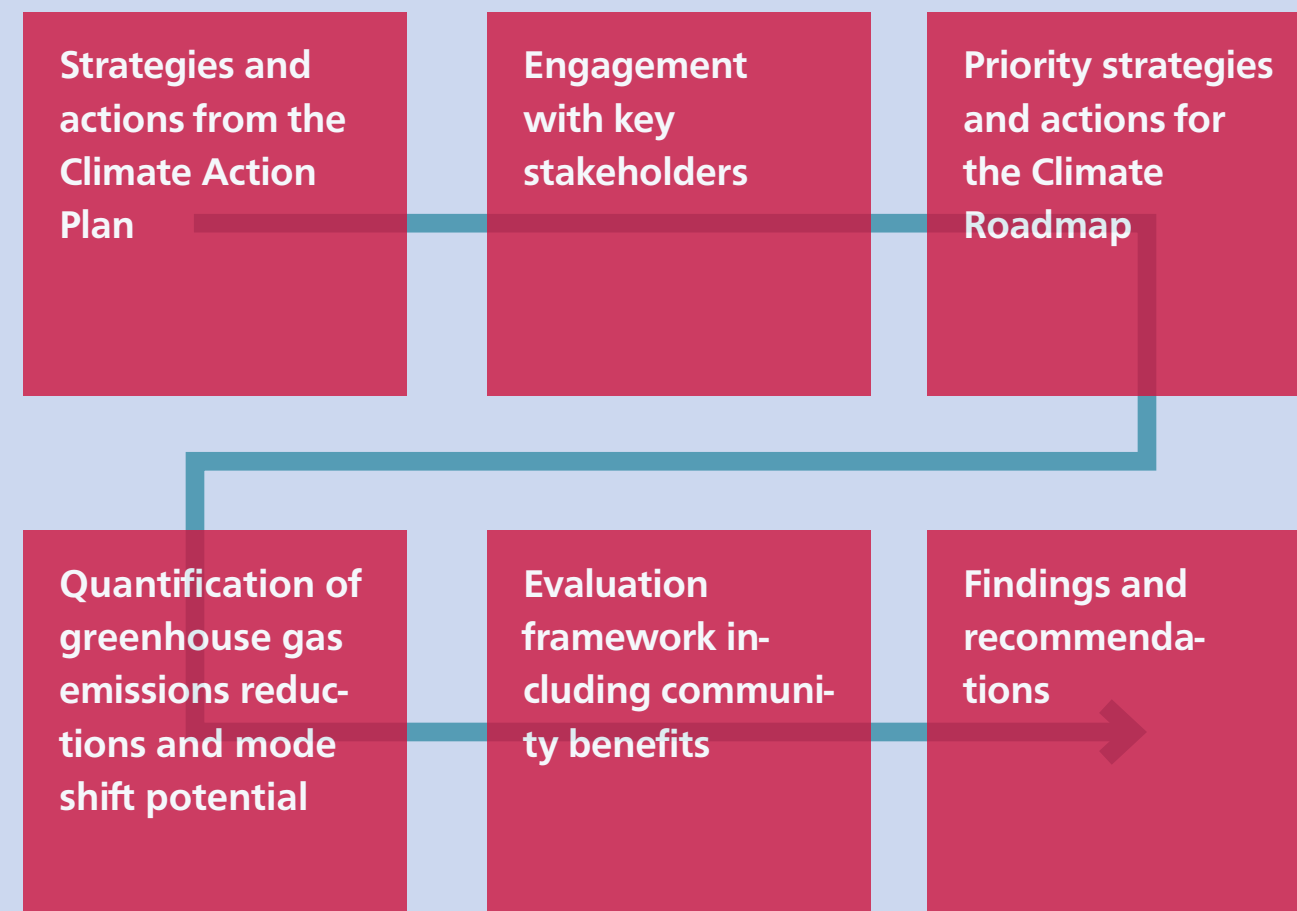 Strategies and
actions from the
Climate Action
Plan
Engagement
with key
stakeholders
Priority strategies
and actions for
the Climate
Roadmap
Quantification of
greenhouse gas
emissions reduc-
tions and mode
shift potential
Evaluation
framework in-
cluding communi-
ty benefits
Findings and
recommenda-
tions